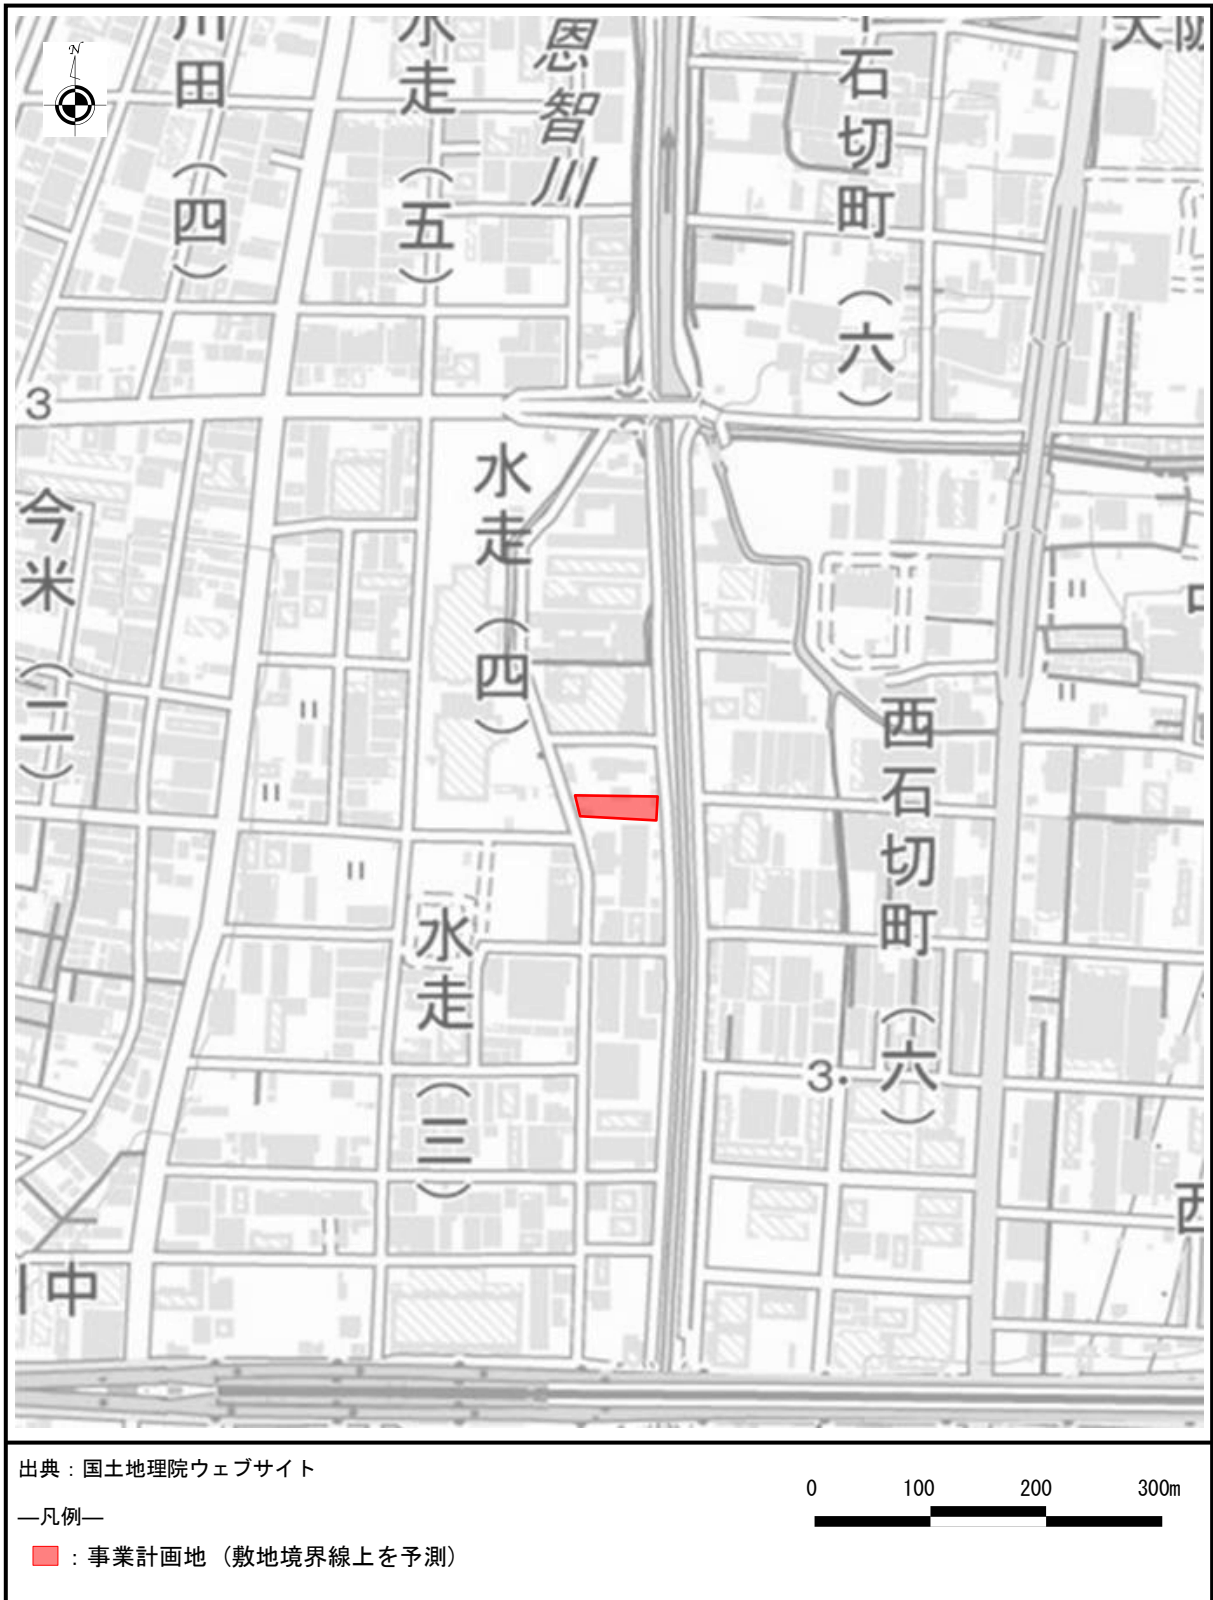 N
川田（四）
水走（五）
恩智川
石切町（六）
大阪
3
今米（二）
水走（四）
西石切町（六）
水走（三）
3
中
西
出典：国土地理院ウェブサイト
―凡例―
：事業計画地（敷地境界線上を予測）
0 100 200 300m